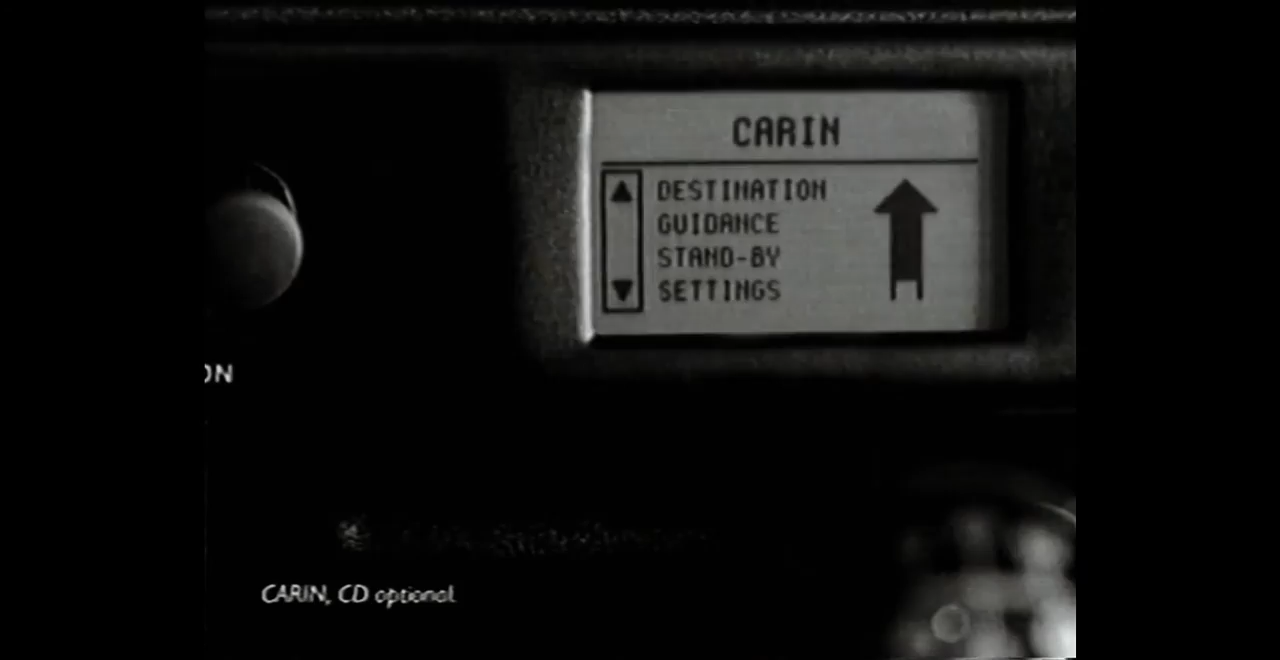 CARIN
DESTINATION
GUIDANCE
STAND-BY
SETTINGS
ON
CARIN, CD optional.